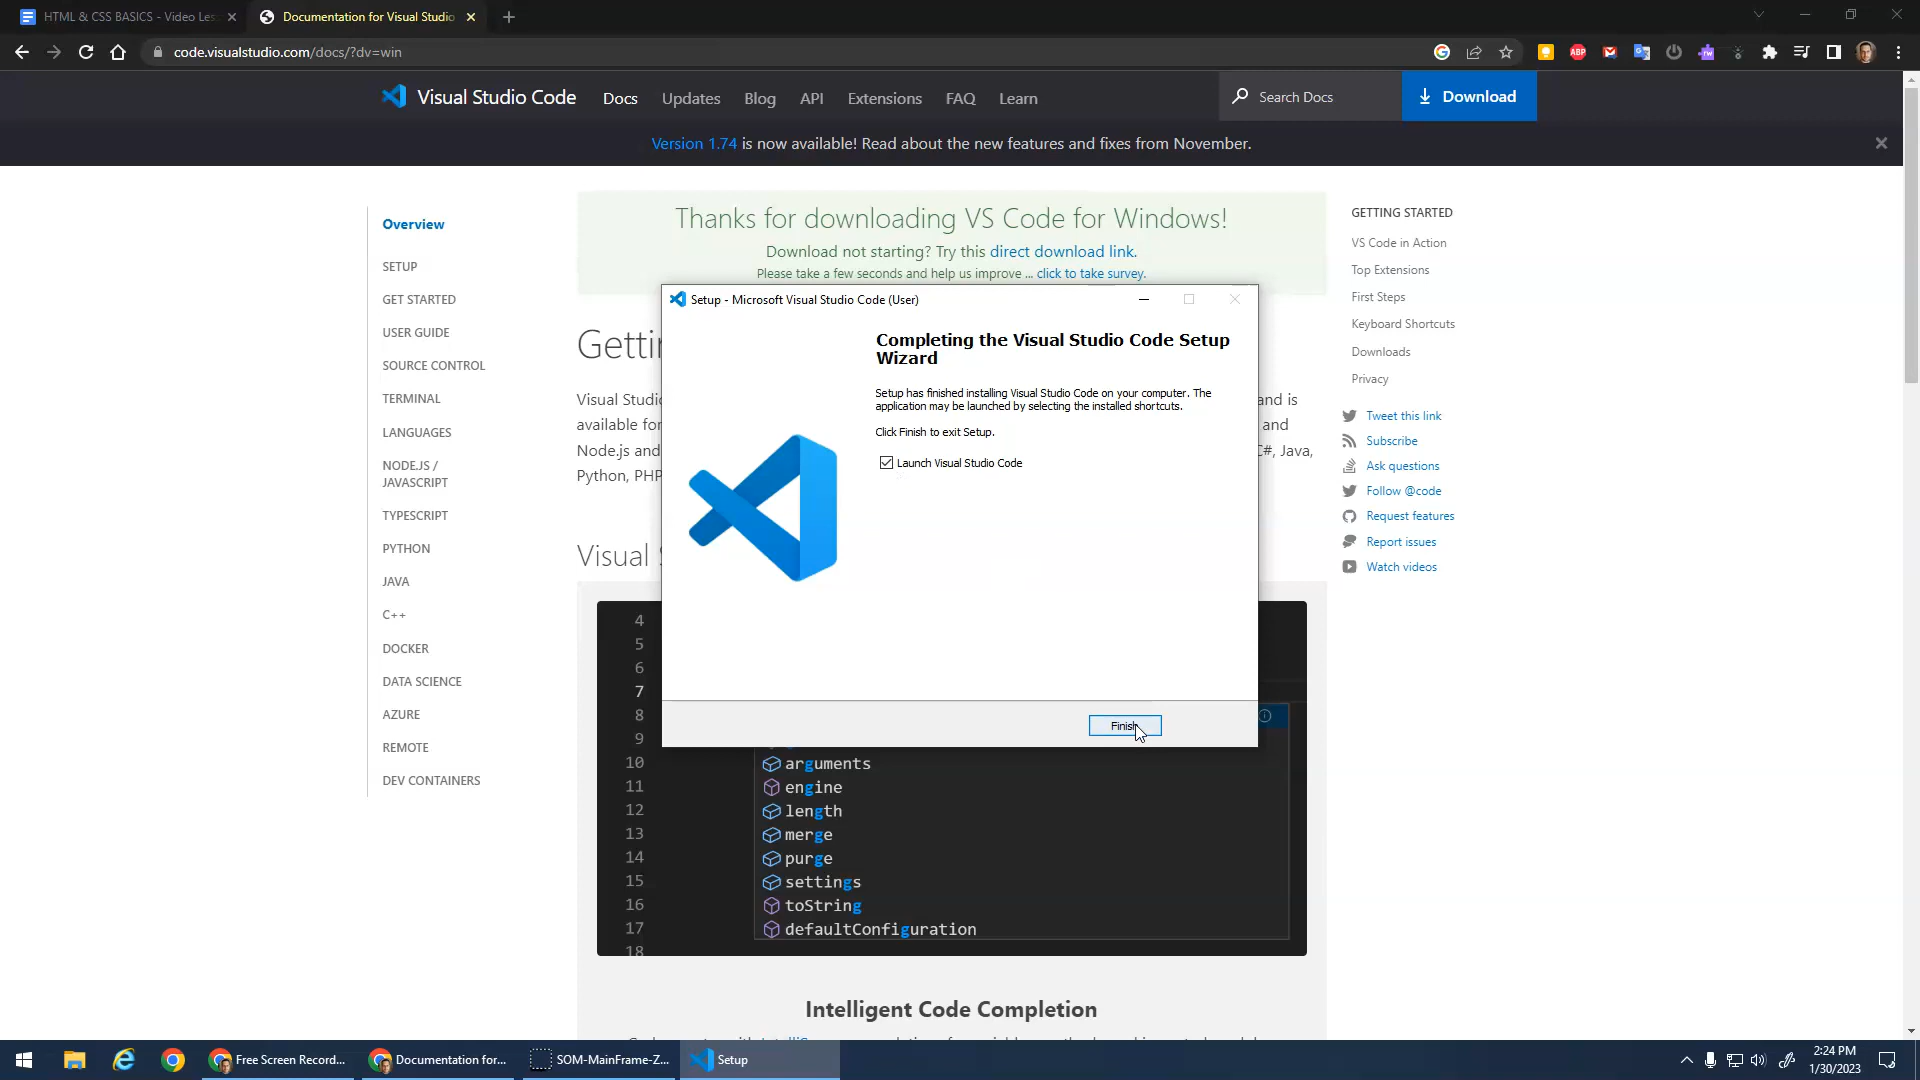 HTML & CSS BASICS - Video Les
Documentation for Visual Studio
code.visualstudio.com/docs/?dv=win
Visual Studio Code
Docs
Updates
Blog
API
Extensions
FAQ
Learn
Search Docs
Download
Version 1.74 is now available! Read about the new features and fixes from November.
Overview
SETUP
GET STARTED
USER GUIDE
SOURCE CONTROL
TERMINAL
LANGUAGES
NODE.JS /
JAVASCRIPT
TYPESCRIPT
PYTHON
JAVA
C++
DOCKER
DATA SCIENCE
AZURE
REMOTE
DEV CONTAINERS
Thanks for downloading VS Code for Windows!
Download not starting? Try this direct download link.
Please take a few seconds and help us improve ... click to take survey.
Setup - Microsoft Visual Studio Code (User)
Completing the Visual Studio Code Setup
Wizard
Setup has finished installing Visual Studio Code on your computer. The
application may be launched by selecting the installed shortcuts.
Click Finish to exit Setup.
Launch Visual Studio Code
Finish
Visual Studio
and is
available for
and
Node.js and
C#, Java,
Python, PHP
Visual
4
5
6
7
8
9
10 arguments
11 engine
12 length
13 merge
14 purge
15 settings
16 toString
17 defaultConfiguration
18
Intelligent Code Completion
GETTING STARTED
VS Code in Action
Top Extensions
First Steps
Keyboard Shortcuts
Downloads
Privacy
Tweet this link
Subscribe
Ask questions
Follow @code
Request features
Report issues
Watch videos
Free Screen Record...
Documentation for...
SOM-MainFrame-Z...
Setup
2:24 PM
1/30/2023